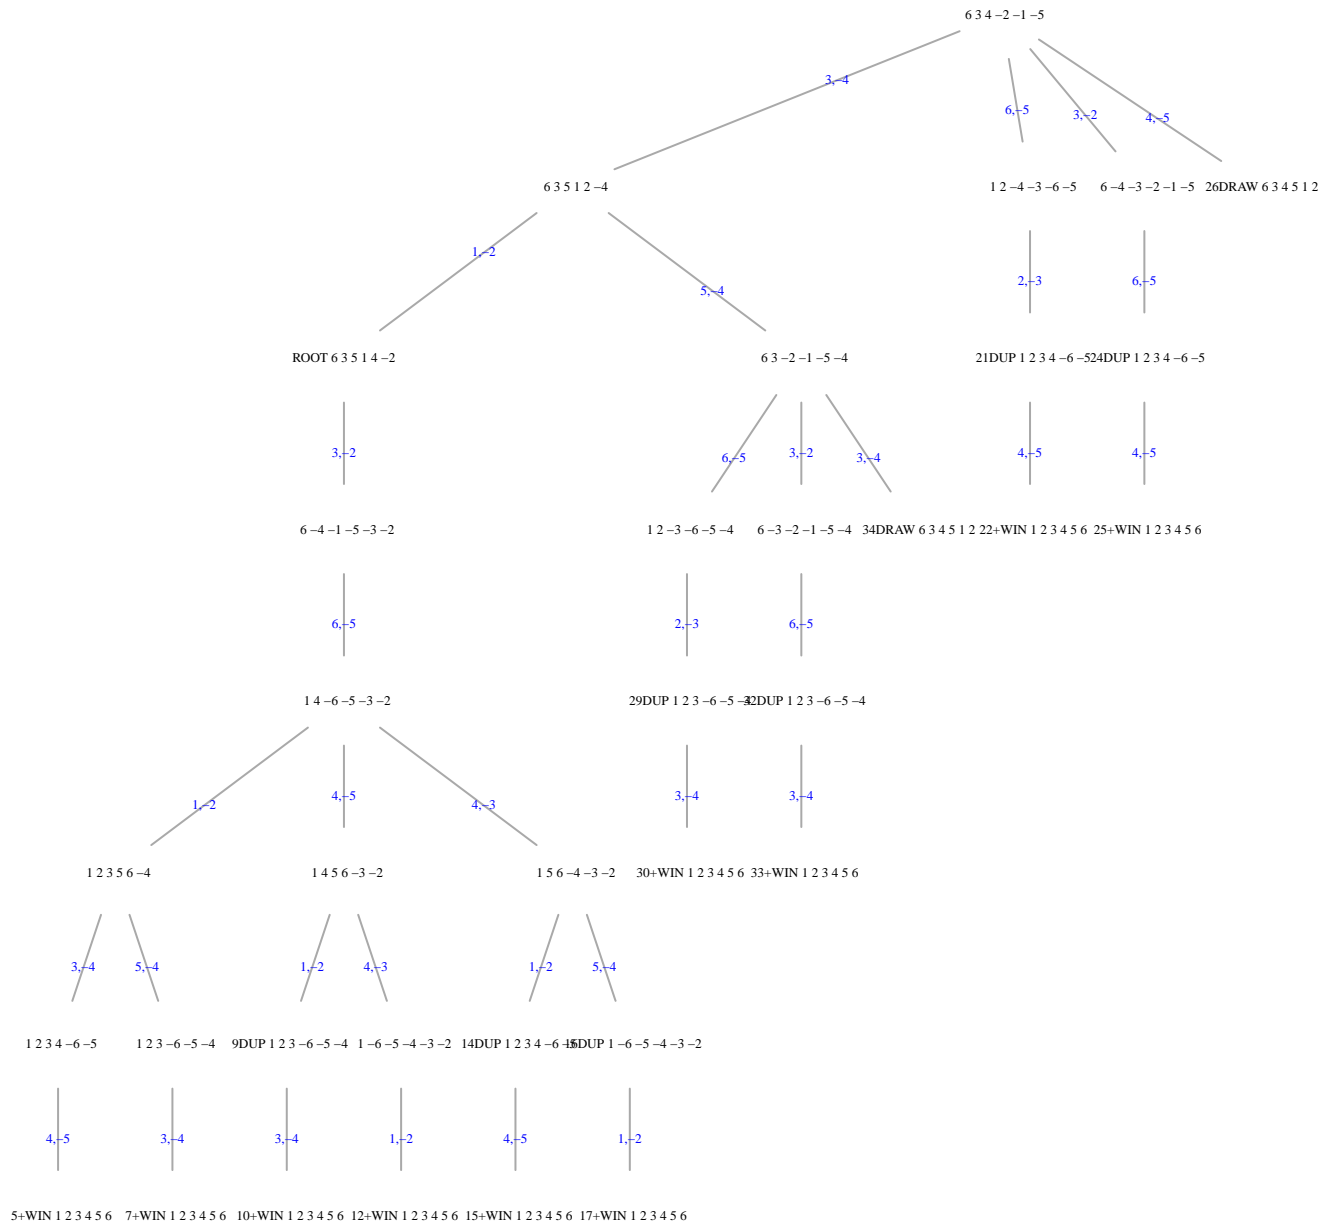 6 3 4 −2 −1 −5
3,−4
6,−5
3,−2
4,−5
6 3 5 1 2 −4
1 2 −4 −3 −6 −5
6 −4 −3 −2 −1 −5
26DRAW 6 3 4 5 1 2
1,−2
5,−4
2,−3
6,−5
ROOT 6 3 5 1 4 −2
6 3 −2 −1 −5 −4
21DUP 1 2 3 4 −6 −5
24DUP 1 2 3 4 −6 −5
3,−2
6,−5
3,−2
3,−4
4,−5
4,−5
6 −4 −1 −5 −3 −2
1 2 −3 −6 −5 −4
6 −3 −2 −1 −5 −4
34DRAW 6 3 4 5 1 2
22+WIN 1 2 3 4 5 6
25+WIN 1 2 3 4 5 6
6,−5
2,−3
6,−5
1 4 −6 −5 −3 −2
29DUP 1 2 3 −6 −5 −4
32DUP 1 2 3 −6 −5 −4
1,−2
4,−5
4,−3
3,−4
3,−4
1 2 3 5 6 −4
1 4 5 6 −3 −2
1 5 6 −4 −3 −2
30+WIN 1 2 3 4 5 6
33+WIN 1 2 3 4 5 6
3,−4
5,−4
1,−2
4,−3
1,−2
5,−4
1 2 3 4 −6 −5
1 2 3 −6 −5 −4
9DUP 1 2 3 −6 −5 −4
1 −6 −5 −4 −3 −2
14DUP 1 2 3 4 −6 −5
16DUP 1 −6 −5 −4 −3 −2
4,−5
3,−4
3,−4
1,−2
4,−5
1,−2
5+WIN 1 2 3 4 5 6
7+WIN 1 2 3 4 5 6
10+WIN 1 2 3 4 5 6
12+WIN 1 2 3 4 5 6
15+WIN 1 2 3 4 5 6
17+WIN 1 2 3 4 5 6